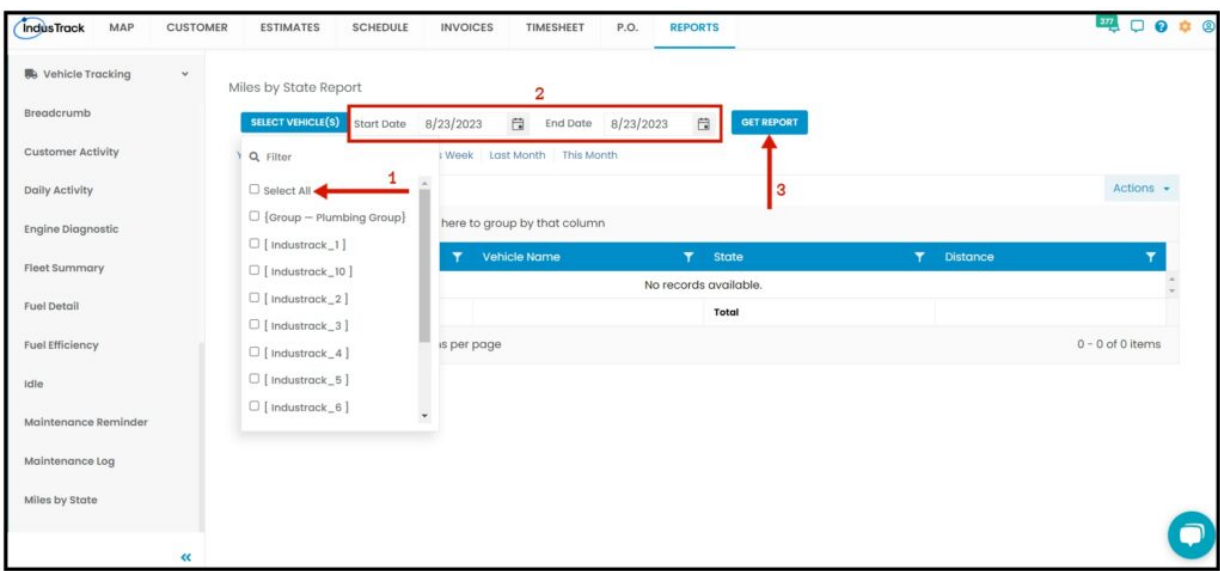 IndusTrack MAP CUSTOMER ESTIMATES SCHEDULE INVOICES TIMESHEET P.O. REPORTS 377
Vehicle Tracking
Breadcrumb
Customer Activity
Daily Activity
Engine Diagnostic
Fleet Summary
Fuel Detail
Fuel Efficiency
Idle
Maintenance Reminder
Maintenance Log
Miles by State
Miles by State Report
2
SELECT VEHICLE(S) Start Date 8/23/2023 End Date 8/23/2023 GET REPORT
Week Last Month This Month
Filter
1
Select All
3
Actions
{Group — Plumbing Group}
here to group by that column
[ Industrack_1 ]
Vehicle Name State Distance
[ Industrack_10 ]
No records available.
[ Industrack_2 ]
Total
[ Industrack_3 ]
[ Industrack_4 ]
per page
0 - 0 of 0 items
[ Industrack_5 ]
[ Industrack_6 ]